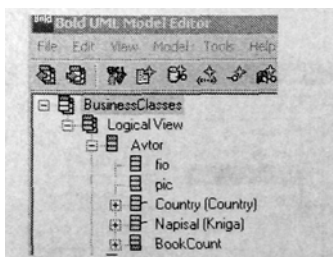 Bold UML Model Editor
File Edit View Model Tools Help
BusinessClasses
Logical View
Avtor
fio
pic
Country (Country)
Napisal (Kniga)
BookCount